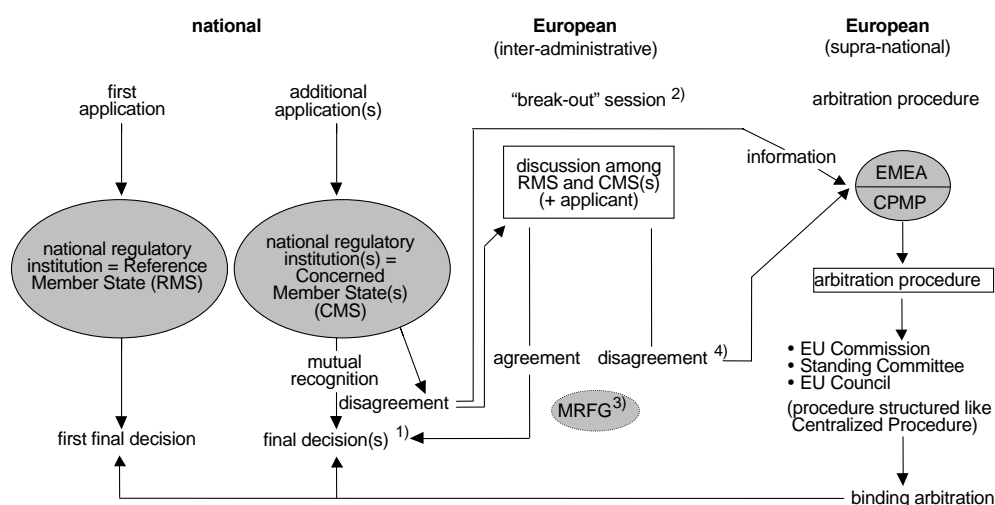 national
European
(inter-administrative)
European
(supra-national)
first
application
additional
application(s)
“break-out” session 2)
arbitration procedure
information
discussion among
RMS and CMS(s)
(+ applicant)
EMEA
CPMP
national regulatory
institution = Reference
Member State (RMS)
national regulatory
institution(s) =
Concerned
Member State(s)
(CMS)
arbitration procedure
mutual
recognition
disagreement
agreement
disagreement 4)
• EU Commission
• Standing Committee
• EU Council
(procedure structured like
Centralized Procedure)
MRFG3)
first final decision
final decision(s) 1)
binding arbitration